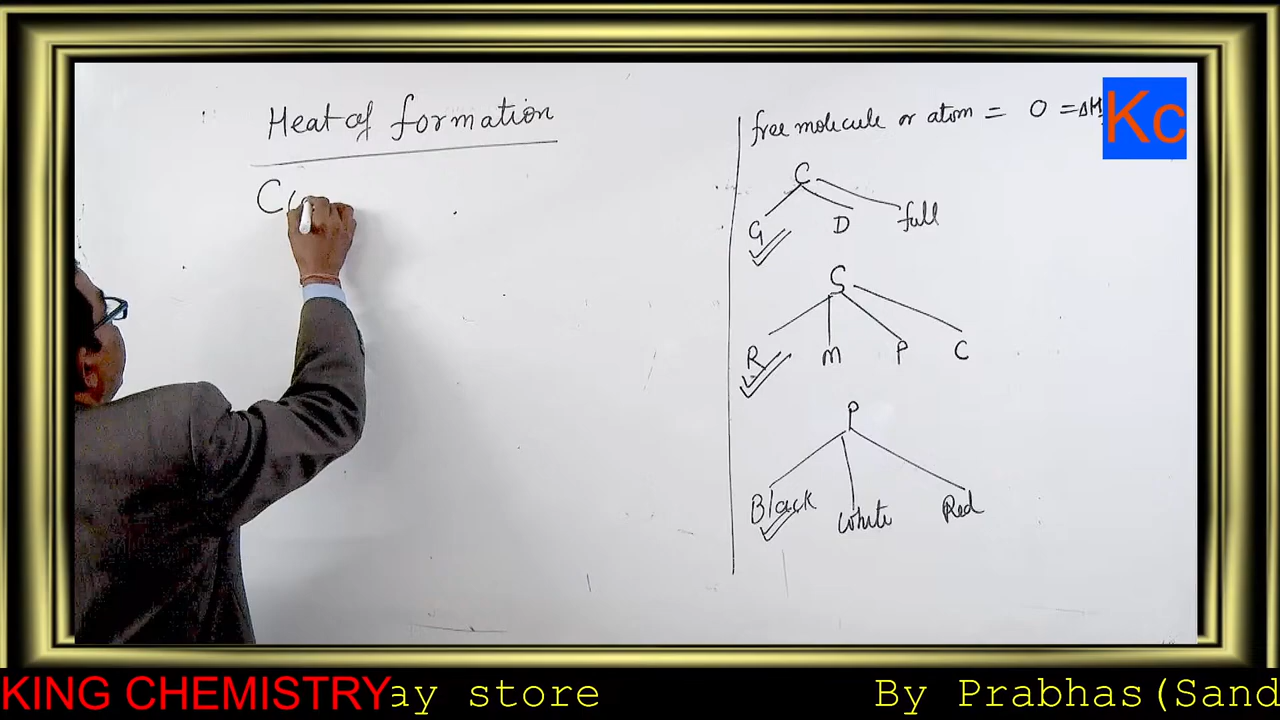 Heat of formation
C(
free molecule or atom = 0 = ΔH
Kc
C
G D full
S
R M P C
P
Black White Red
KING CHEMISTRY ay store By Prabhas(Sand